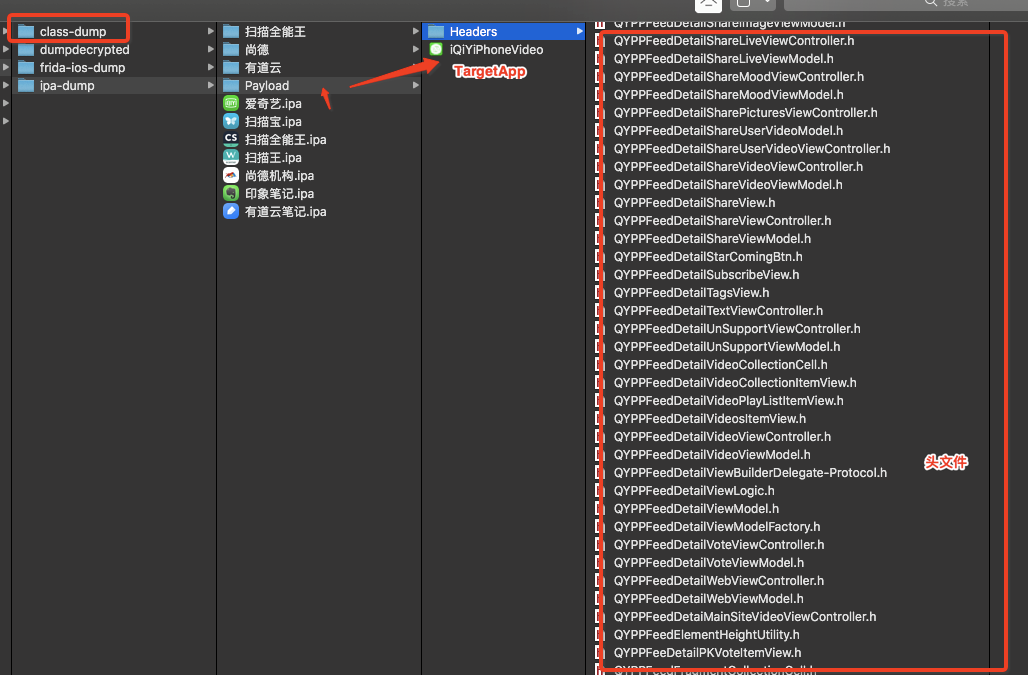 搜索
class-dump
dumpdecrypted
frida-ios-dump
ipa-dump
扫描全能王
尚德
有道云
Payload
爱奇艺.ipa
扫描宝.ipa
扫描全能王.ipa
扫描王.ipa
尚德机构.ipa
印象笔记.ipa
有道云笔记.ipa
Headers
iQiYiPhoneVideo
TargetApp
QYPPFeedDetailShareImageViewModel.h
QYPPFeedDetailShareLiveViewController.h
QYPPFeedDetailShareLiveViewModel.h
QYPPFeedDetailShareMoodViewController.h
QYPPFeedDetailShareMoodViewModel.h
QYPPFeedDetailSharePicturesViewController.h
QYPPFeedDetailShareUserVideoModel.h
QYPPFeedDetailShareUserVideoViewController.h
QYPPFeedDetailShareVideoViewController.h
QYPPFeedDetailShareVideoViewModel.h
QYPPFeedDetailShareView.h
QYPPFeedDetailShareViewController.h
QYPPFeedDetailShareViewModel.h
QYPPFeedDetailStarComingBtn.h
QYPPFeedDetailSubscribeView.h
QYPPFeedDetailTagsView.h
QYPPFeedDetailTextViewController.h
QYPPFeedDetailUnSupportViewController.h
QYPPFeedDetailUnSupportViewModel.h
QYPPFeedDetailVideoCollectionCell.h
QYPPFeedDetailVideoCollectionItemView.h
QYPPFeedDetailVideoPlayListItemView.h
QYPPFeedDetailVideosItemView.h
QYPPFeedDetailVideoViewController.h
QYPPFeedDetailVideoViewModel.h
头文件
QYPPFeedDetailViewBuilderDelegate-Protocol.h
QYPPFeedDetailViewLogic.h
QYPPFeedDetailViewModel.h
QYPPFeedDetailViewModelFactory.h
QYPPFeedDetailVoteViewController.h
QYPPFeedDetailVoteViewModel.h
QYPPFeedDetailWebViewController.h
QYPPFeedDetailWebViewModel.h
QYPPFeedDetaiMainSiteVideoViewController.h
QYPPFeedElementHeightUtility.h
QYPPFeeDetailPKVoteItemView.h
QYPPFeedFragmentCollectionCell.h